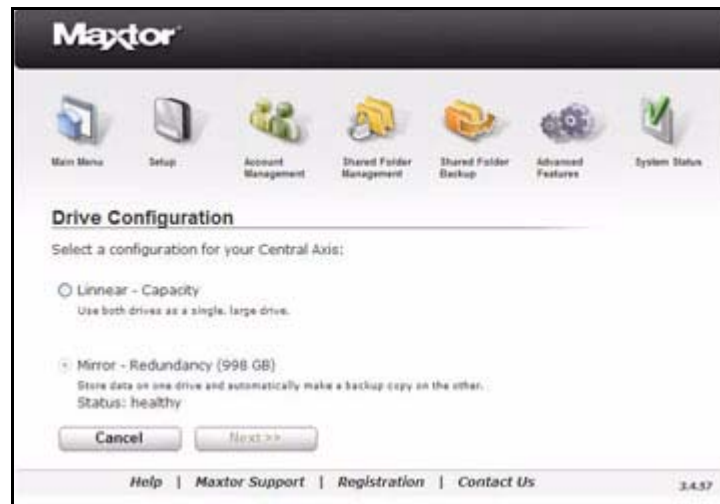 Maxtor
Main Menu
Setup
Account Management
Shared Folder Management
Shared Folder Backup
Advanced Features
System Status
Drive Configuration
Select a configuration for your Central Axis:
Linnear - Capacity
Use both drives as a single, large drive.
Mirror - Redundancy (998 GB)
Store data on one drive and automatically make a backup copy on the other.
Status: healthy
Cancel
Next >>
Help | Maxtor Support | Registration | Contact Us
3.4.57